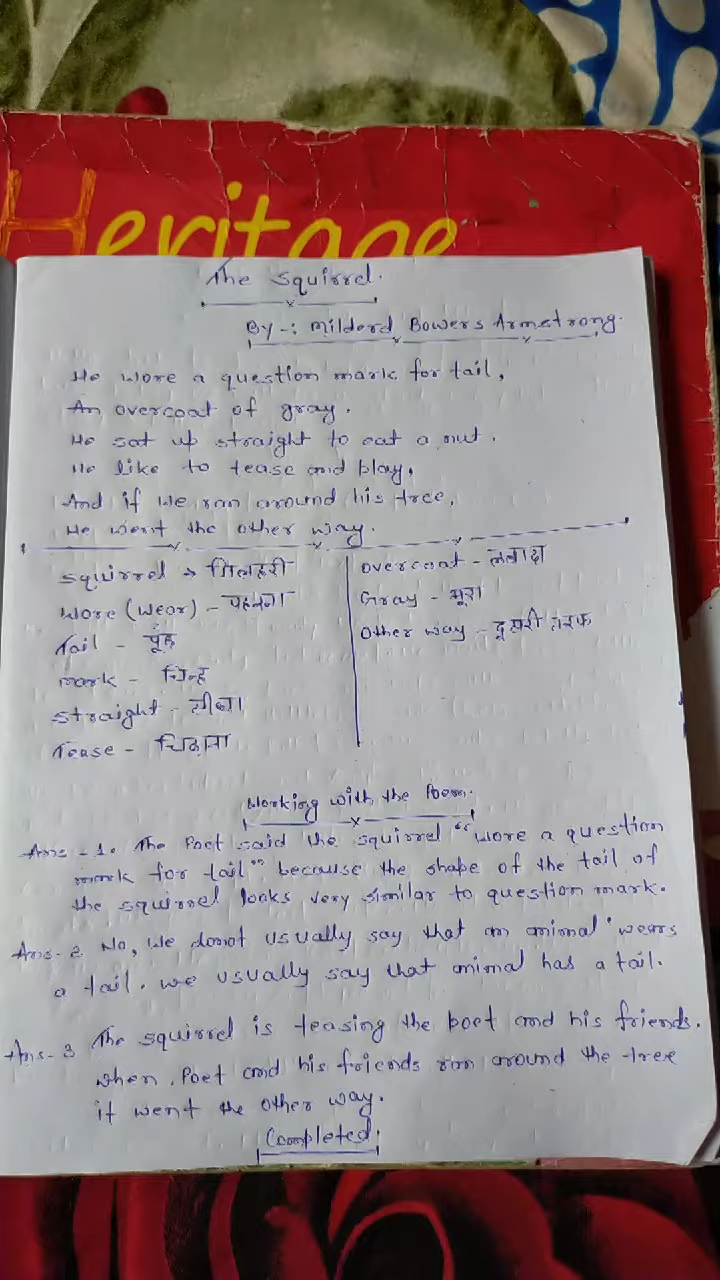 Heritage
The Squirrel.
By -: Milderd Bowers Armstrong.
He wore a question mark for tail,
An overcoat of gray.
He sat up straight to eat a nut.
He like to tease and play,
And if we ran around his tree,
He went the other way.
Squirrel → गिलहरी
Wore (Wear) - पहनना
Tail - पूंछ
mark - चिन्ह
Straight - सीधा
Tease - चिढ़ाना
Overcoat - लबादा
Gray - भूरा
Other way - दूसरी तरफ
Working with the Poem.
Ans - 1. The Poet said the squirrel "wore a question
mark for tail" because the shape of the tail of
the squirrel looks very similar to question mark.
Ans- 2 No, We donot usually say that an animal 'wears
a tail. we usually say that animal has a tail.
Ans- 3 The squirrel is teasing the poet and his friends.
when Poet and his friends ran around the tree
it went the other way.
Completed.